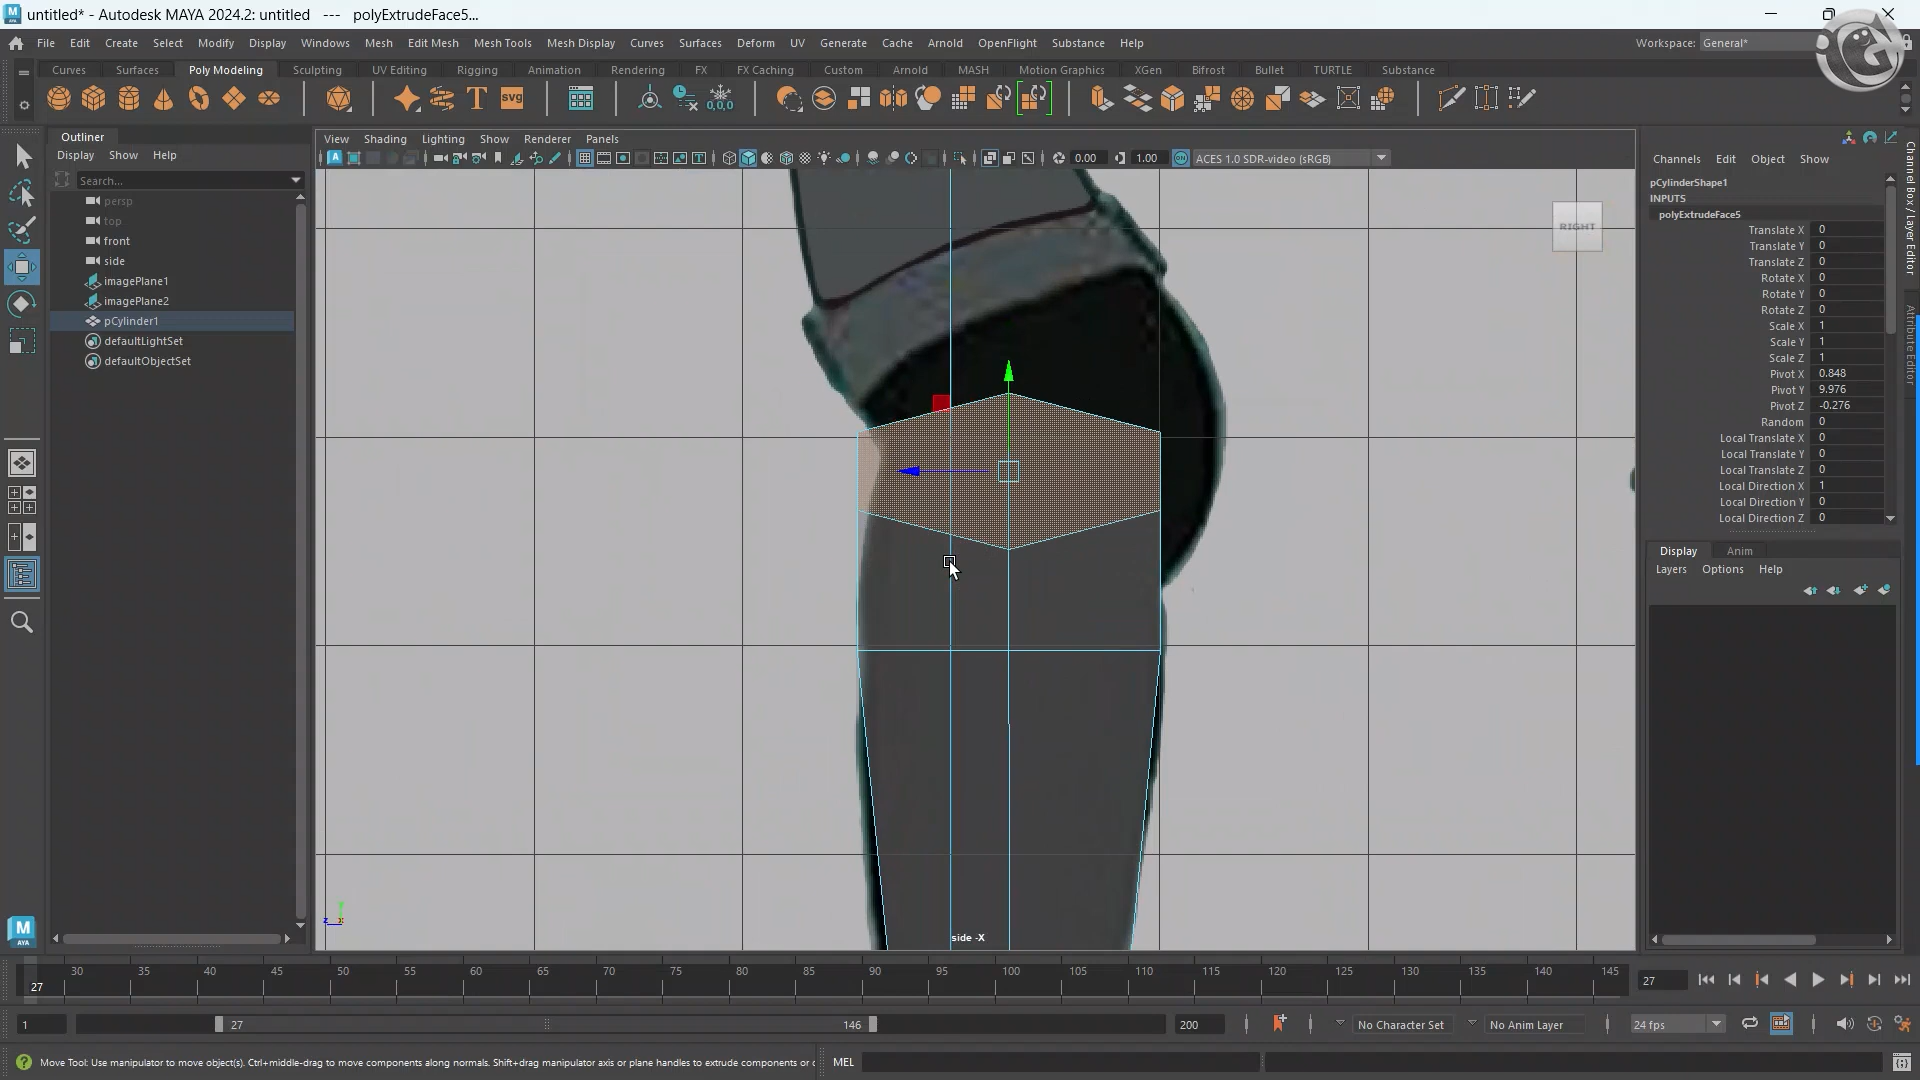 untitled* - Autodesk MAYA 2024.2: untitled --- polyExtrudeFace5...
File Edit Create Select Modify Display Windows Mesh Edit Mesh Mesh Tools Mesh Display Curves Surfaces Deform UV Generate Cache Arnold OpenFlight Substance Help
Workspace: General*
Curves Surfaces Poly Modeling Sculpting UV Editing Rigging Animation Rendering FX FX Caching Custom Arnold MASH Motion Graphics XGen Bifrost Bullet TURTLE Substance
svg
0,0,0
Outliner
Display Show Help
Search...
persp
top
front
side
imagePlane1
imagePlane2
pCylinder1
defaultLightSet
defaultObjectSet
View Shading Lighting Show Renderer Panels
0.00 1.00 ACES 1.0 SDR-video (sRGB)
RIGHT
side -X
Channels Edit Object Show
pCylinderShape1
INPUTS
polyExtrudeFace5
Translate X 0
Translate Y 0
Translate Z 0
Rotate X 0
Rotate Y 0
Rotate Z 0
Scale X 1
Scale Y 1
Scale Z 1
Pivot X 0.848
Pivot Y 9.976
Pivot Z -0.276
Random 0
Local Translate X 0
Local Translate Y 0
Local Translate Z 0
Local Direction X 1
Local Direction Y 0
Local Direction Z 0
Channel Box / Layer Editor
Attribute Editor
Display Anim
Layers Options Help
30 35 40 45 50 55 60 65 70 75 80 85 90 95 100 105 110 115 120 125 130 135 140 145
27
27
1 27 146 200 No Character Set No Anim Layer 24 fps
Move Tool: Use manipulator to move object(s). Ctrl+middle-drag to move components along normals. Shift+drag manipulator axis or plane handles to extrude components or
MEL